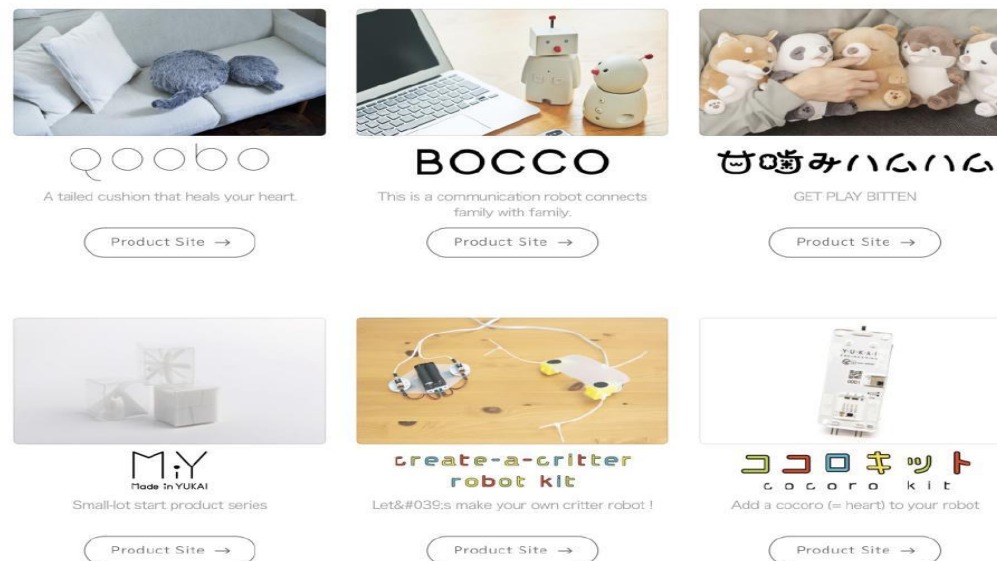 Qoobo
A tailed cushion that heals your heart.
Product Site →
BOCCO
This is a communication robot connects
family with family.
Product Site →
甘噛みハムハム
GET PLAY BITTEN
Product Site →
YUKAI
MiY
Made in YUKAI
Small-lot start product series
Product Site →
create-a-critter
robot kit
Let&#039;s make your own critter robot !
Product Site →
ココロキット
cocoro kit
Add a cocoro (= heart) to your robot
Product Site →